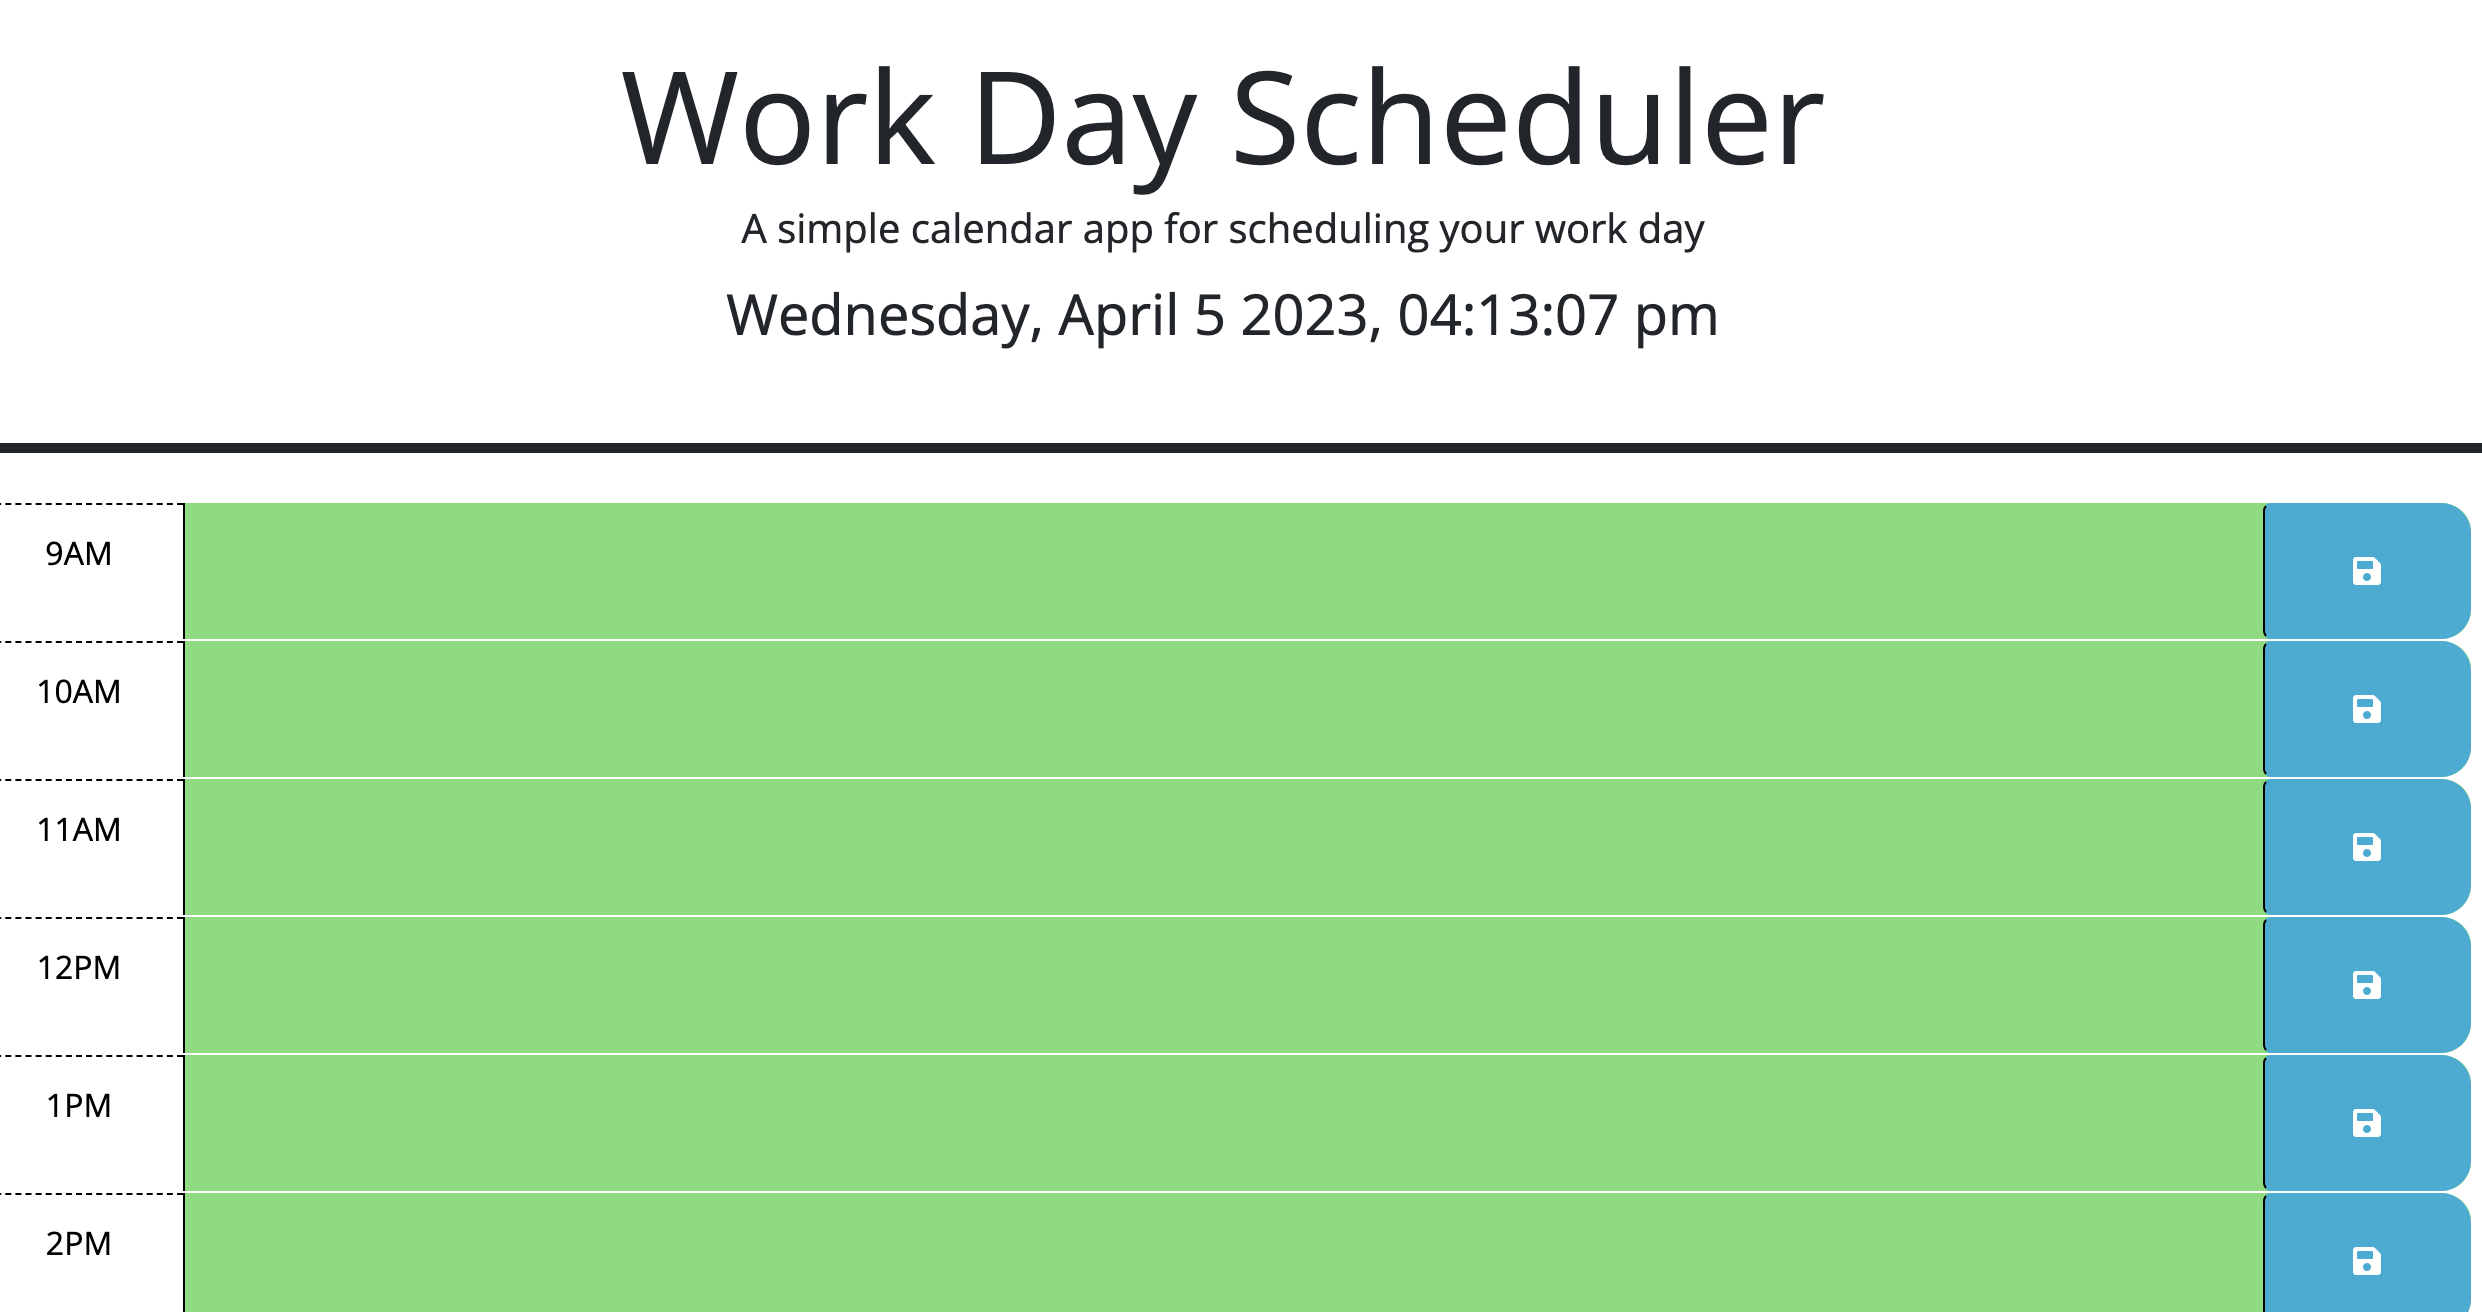 Work Day Scheduler
A simple calendar app for scheduling your work day
Wednesday, April 5 2023, 04:13:07 pm
9AM
10AM
11AM
12PM
1PM
2PM